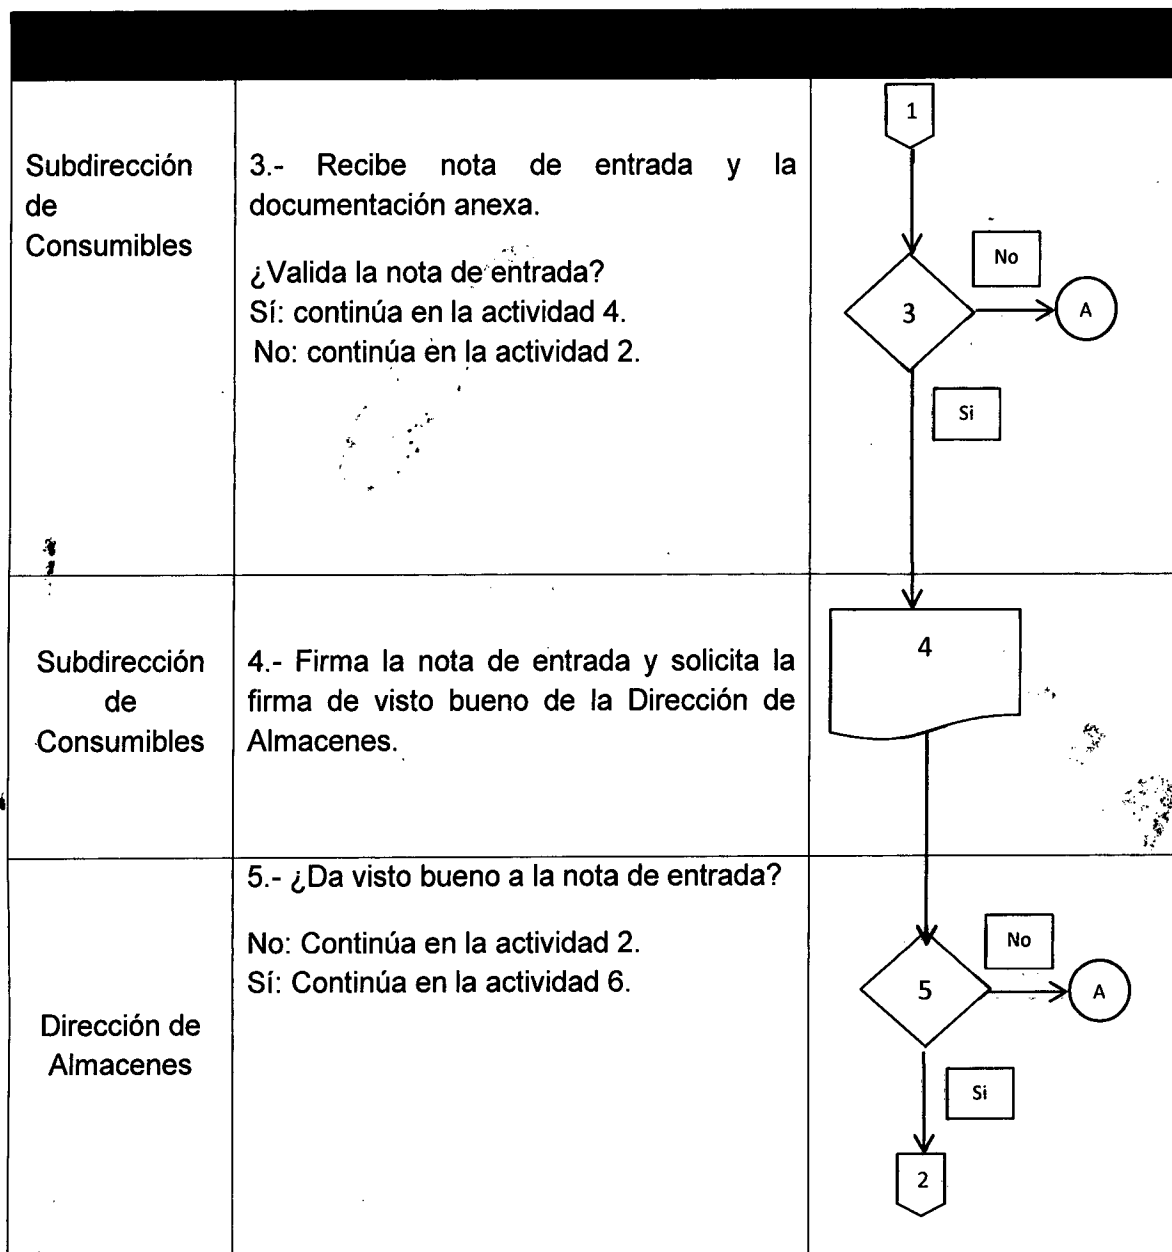 Subdirección
de
Consumibles
3.- Recibe nota de entrada y la
documentación anexa.
¿Valida la nota de entrada?
Sí: continúa en la actividad 4.
No: continúa en la actividad 2.
1
No
3
A
Si
Subdirección
de
Consumibles
4.- Firma la nota de entrada y solicita la
firma de visto bueno de la Dirección de
Almacenes.
4
Dirección de
Almacenes
5.- ¿Da visto bueno a la nota de entrada?
No: Continúa en la actividad 2.
Sí: Continúa en la actividad 6.
No
5
A
Si
2